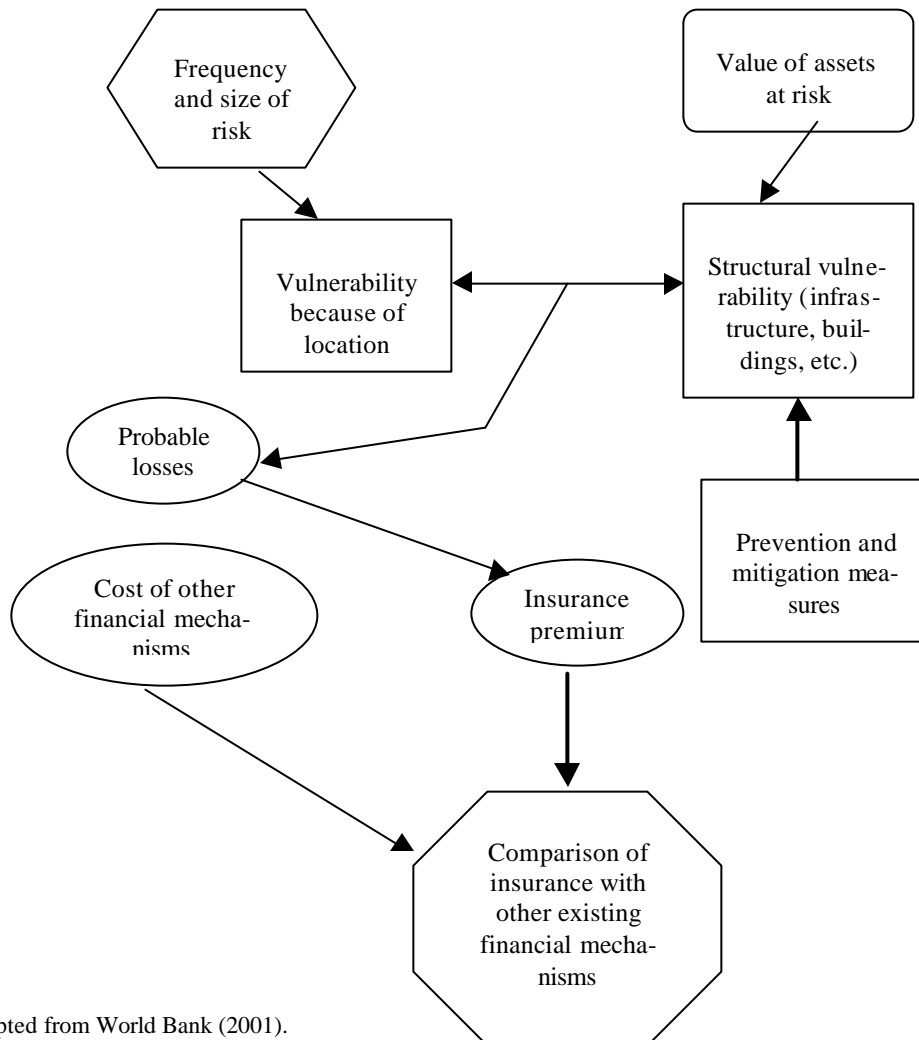 Frequency
and size of
risk
Value of assets
at risk
Vulnerability
because of
location
Structural vulne-
rability (infras-
tructure, buil-
dings, etc.)
Probable
losses
Prevention and
mitigation mea-
sures
Cost of other
financial mecha-
nisms
Insurance
premium
Comparison of
insurance with
other existing
financial mecha-
nisms
pted from World Bank (2001).